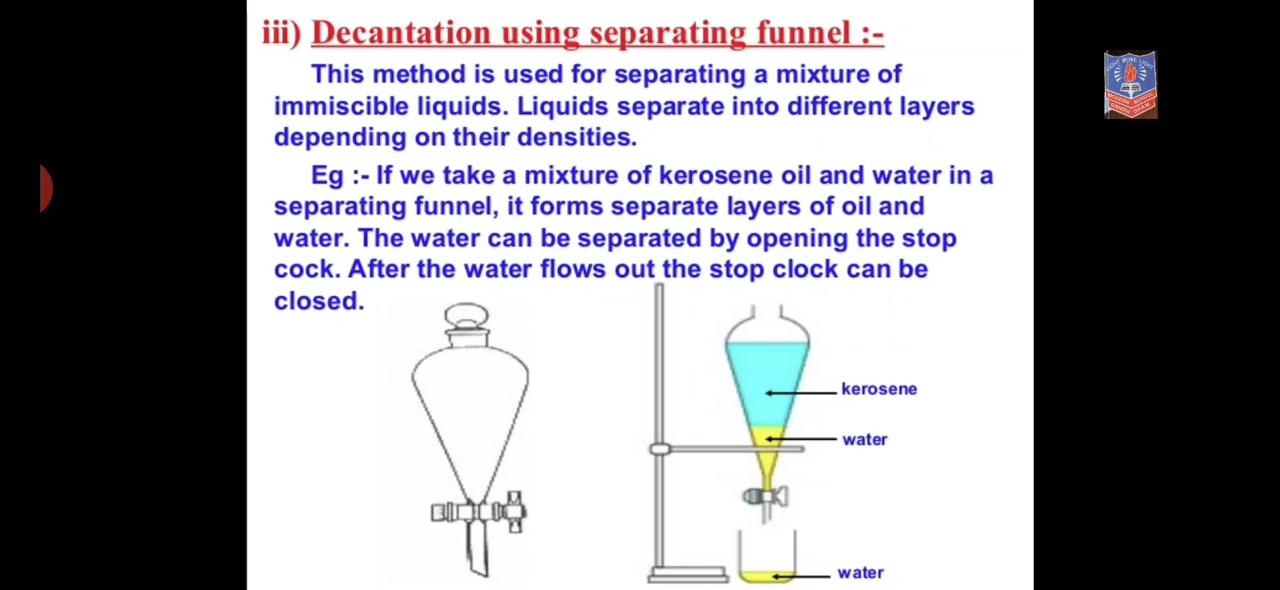 iii) Decantation using separating funnel :-
This method is used for separating a mixture of
immiscible liquids. Liquids separate into different layers
depending on their densities.
Eg :- If we take a mixture of kerosene oil and water in a
separating funnel, it forms separate layers of oil and
water. The water can be separated by opening the stop
cock. After the water flows out the stop clock can be
closed.
kerosene
water
water